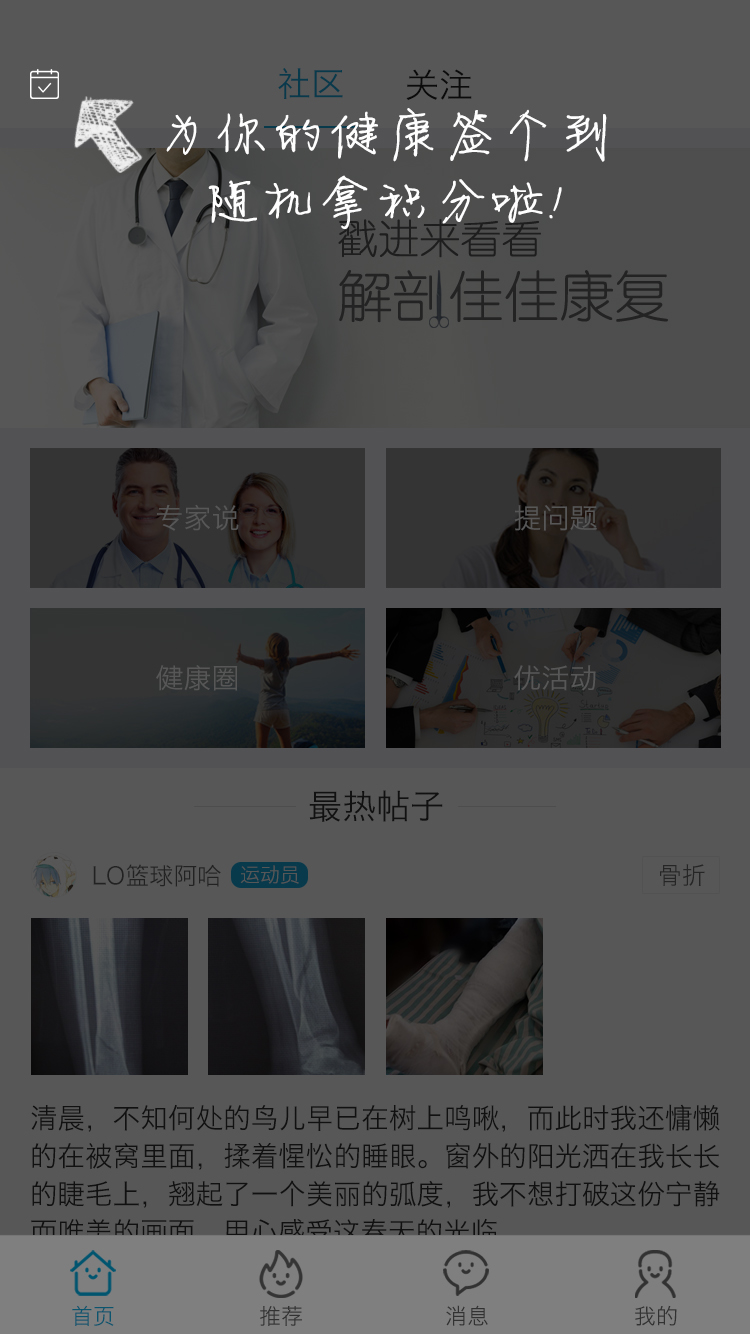 社区 关注
为你的健康签个到
随机拿积分啦!
戳进来看看
解剖佳佳康复
专家说 提问题
健康圈 优活动
最热帖子
LO篮球阿哈 运动员 骨折
清晨，不知何处的鸟儿早已在树上鸣啾，而此时我还慵懒
的在被窝里面，揉着惺忪的睡眼。窗外的阳光洒在我长长
的睫毛上，翘起了一个美丽的弧度，我不想打破这份宁静
而唯美的画面，用心感受这春天的光临
首页 推荐 消息 我的